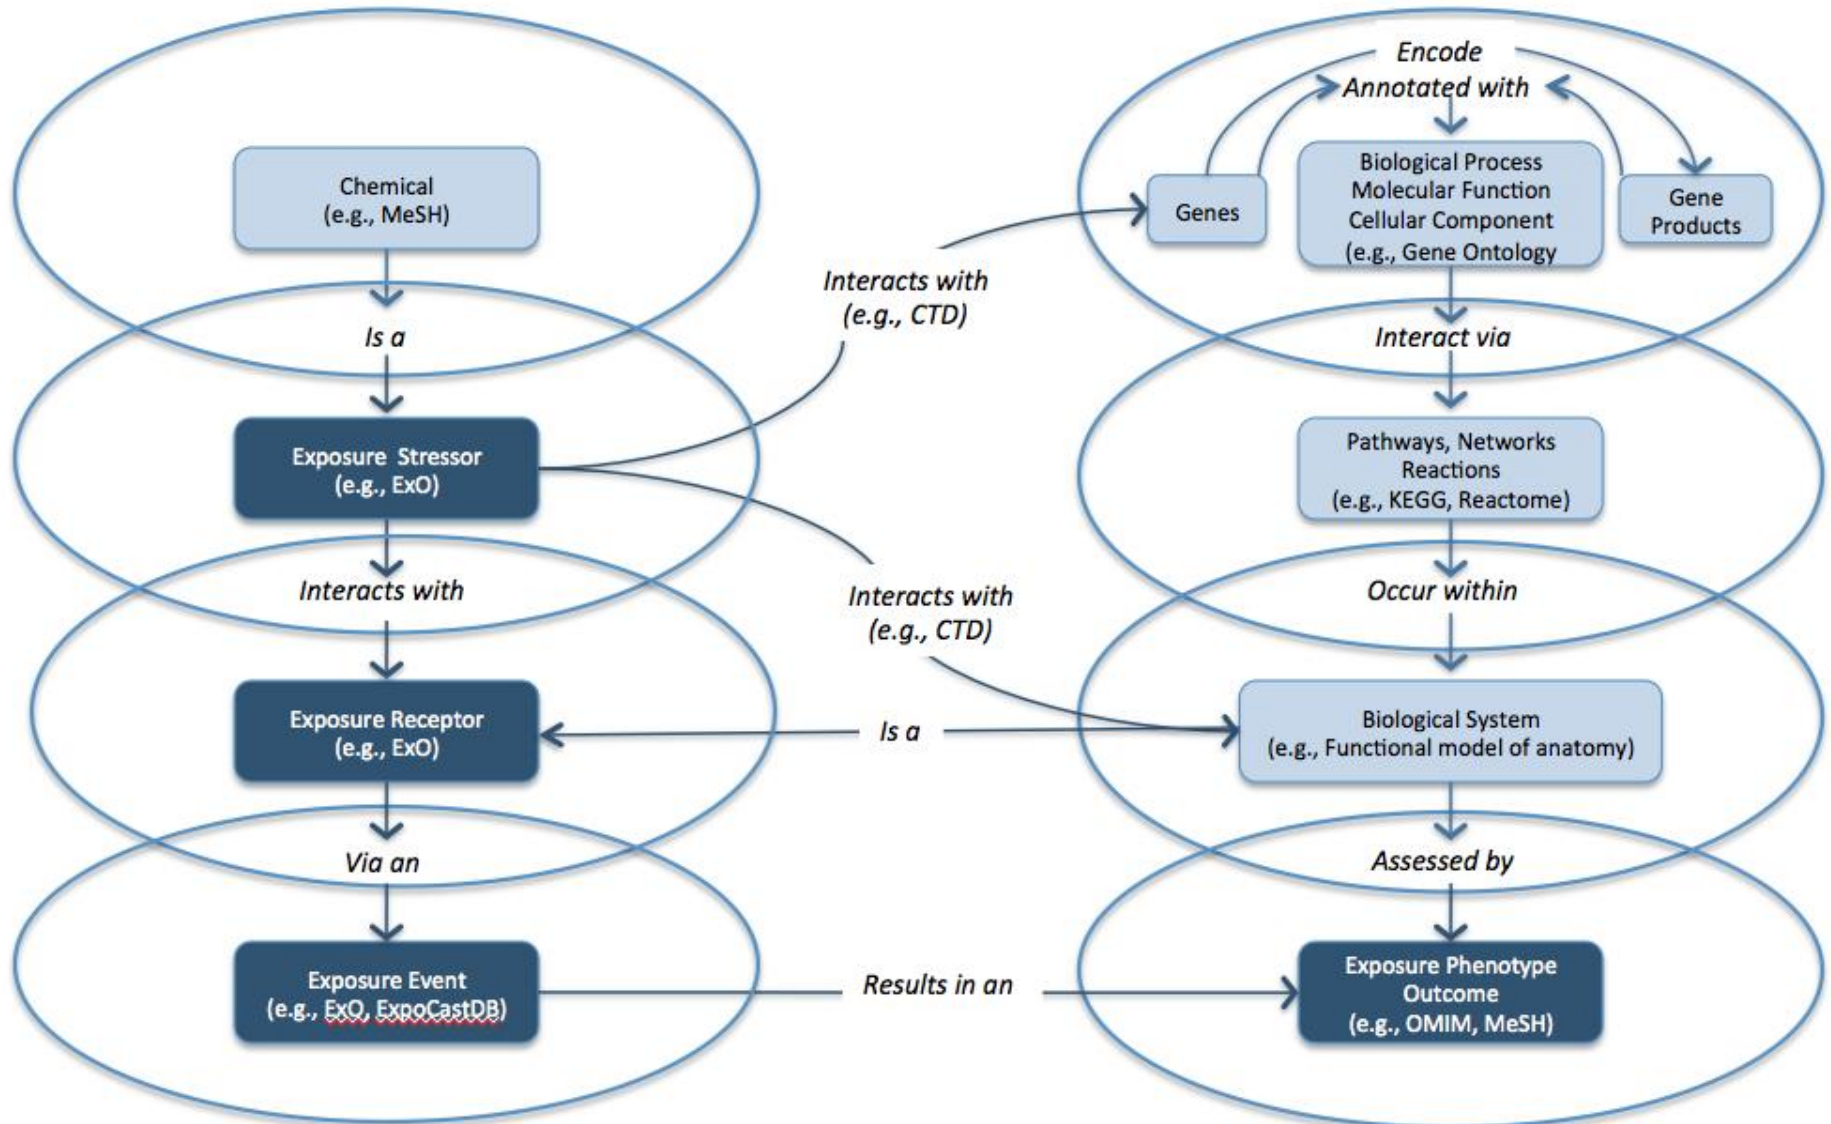 Chemical
(e.g., MeSH)
Is a
Exposure  Stressor
(e.g., ExO)
Interacts with
Exposure Receptor
(e.g., ExO)
Via an
Exposure Event
(e.g., ExO, ExpoCastDB)
Interacts with
(e.g., CTD)
Interacts with
(e.g., CTD)
Is a
Results in an
Encode
Annotated with
Genes
Biological Process
Molecular Function
Cellular Component
(e.g., Gene Ontology
Gene
Products
Interact via
Pathways, Networks
Reactions
(e.g., KEGG, Reactome)
Occur within
Biological System
(e.g., Functional model of anatomy)
Assessed by
Exposure Phenotype
Outcome
(e.g., OMIM, MeSH)